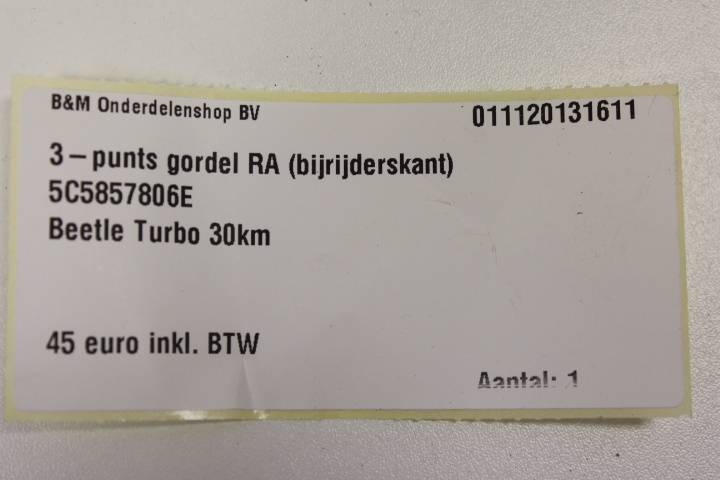 B&M Onderdelenshop BV
011120131611
3-punts gordel RA (bijrijderskant)
5C5857806E
Beetle Turbo 30km
45 euro inkl. BTW
Aantal: 1